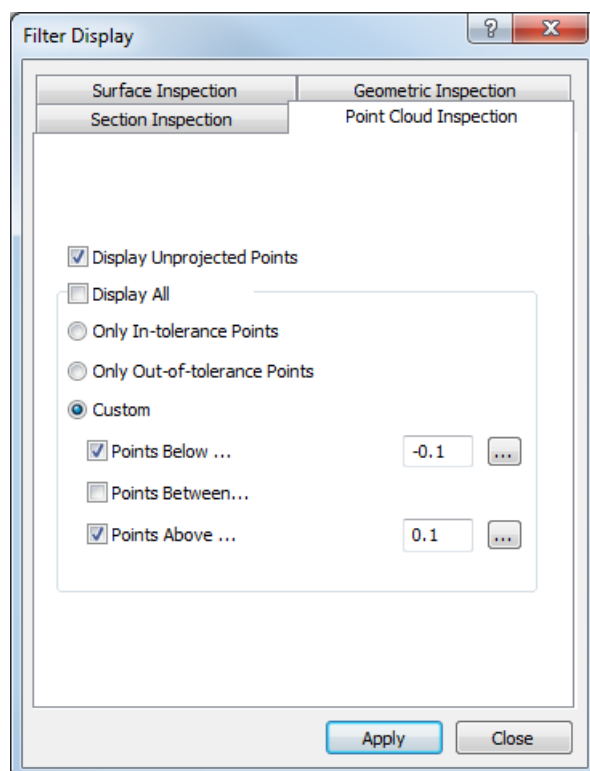 Filter Display
?
X
Surface Inspection
Geometric Inspection
Section Inspection
Point Cloud Inspection
Display Unprojected Points
Display All
Only In-tolerance Points
Only Out-of-tolerance Points
Custom
Points Below ... -0.1 ...
Points Between...
Points Above ... 0.1 ...
Apply Close